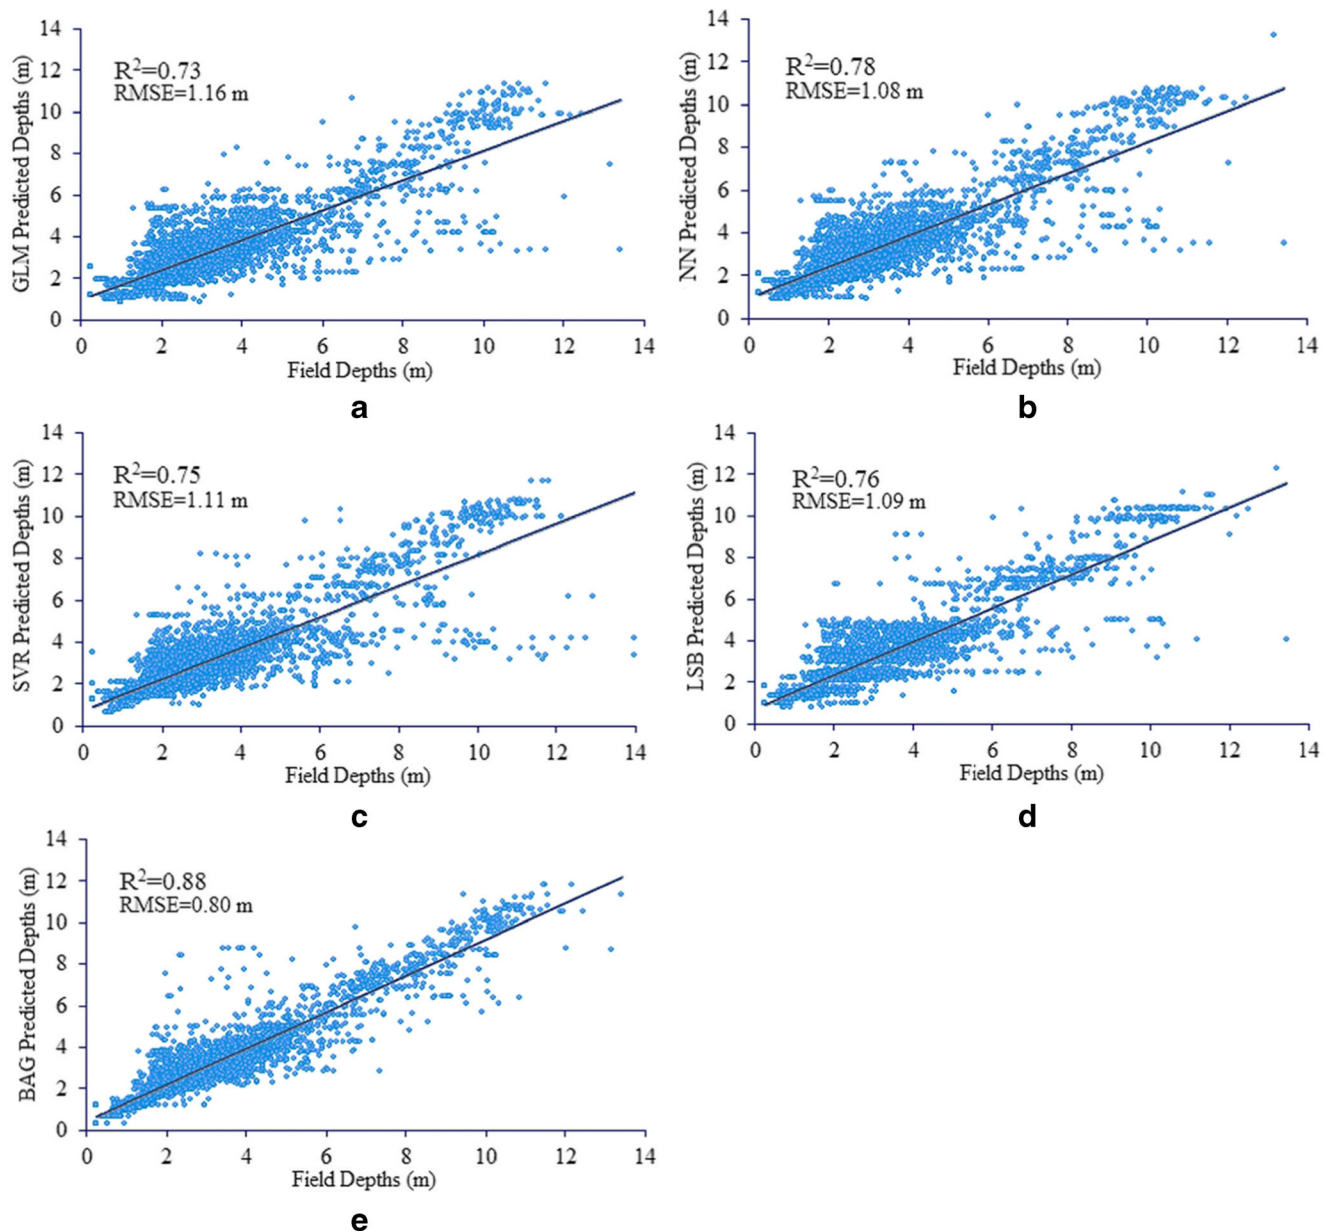 14
12
10
8
6
4
2
0
GLM Predicted Depths (m)
R²=0.73
RMSE=1.16 m
0 2 4 6 8 10 12 14
Field Depths (m)
a
14
12
10
8
6
4
2
0
NN Predicted Depths (m)
R²=0.78
RMSE=1.08 m
0 2 4 6 8 10 12 14
Field Depths (m)
b
14
12
10
8
6
4
2
0
SVR Predicted Depths (m)
R²=0.75
RMSE=1.11 m
0 2 4 6 8 10 12 14
Field Depths (m)
c
14
12
10
8
6
4
2
0
LSB Predicted Depths (m)
R²=0.76
RMSE=1.09 m
0 2 4 6 8 10 12 14
Field Depths (m)
d
14
12
10
8
6
4
2
0
BAG Predicted Depths (m)
R²=0.88
RMSE=0.80 m
0 2 4 6 8 10 12 14
Field Depths (m)
e